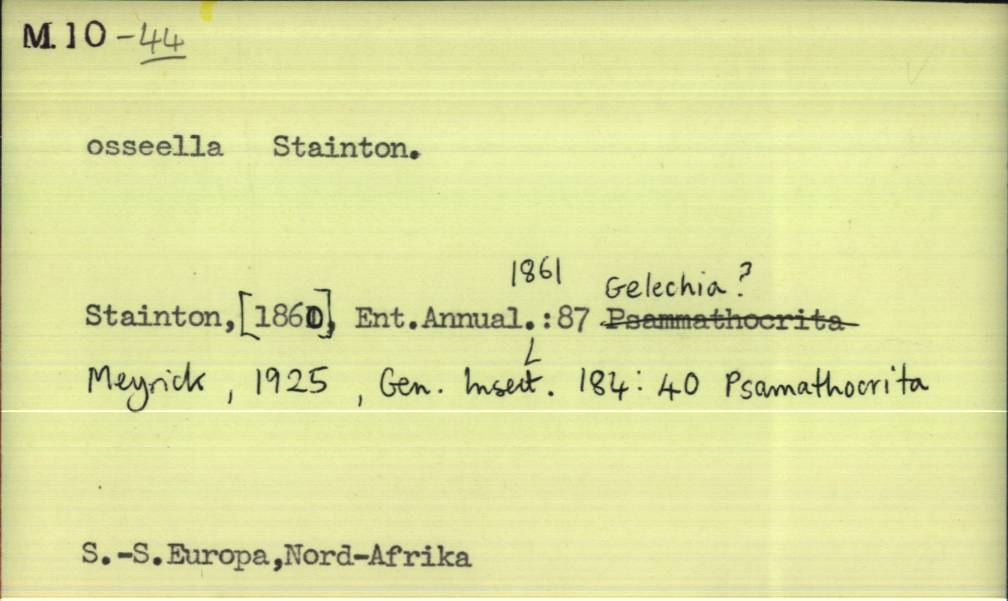 M.10-44
osseella Stainton.
1861 Gelechia?
Stainton,[1860], Ent.Annual.:87 Psammathocrita
Meyrick, 1925, Gen. Insect. 184: 40 Psamathocrita
S.-S.Europa,Nord-Afrika